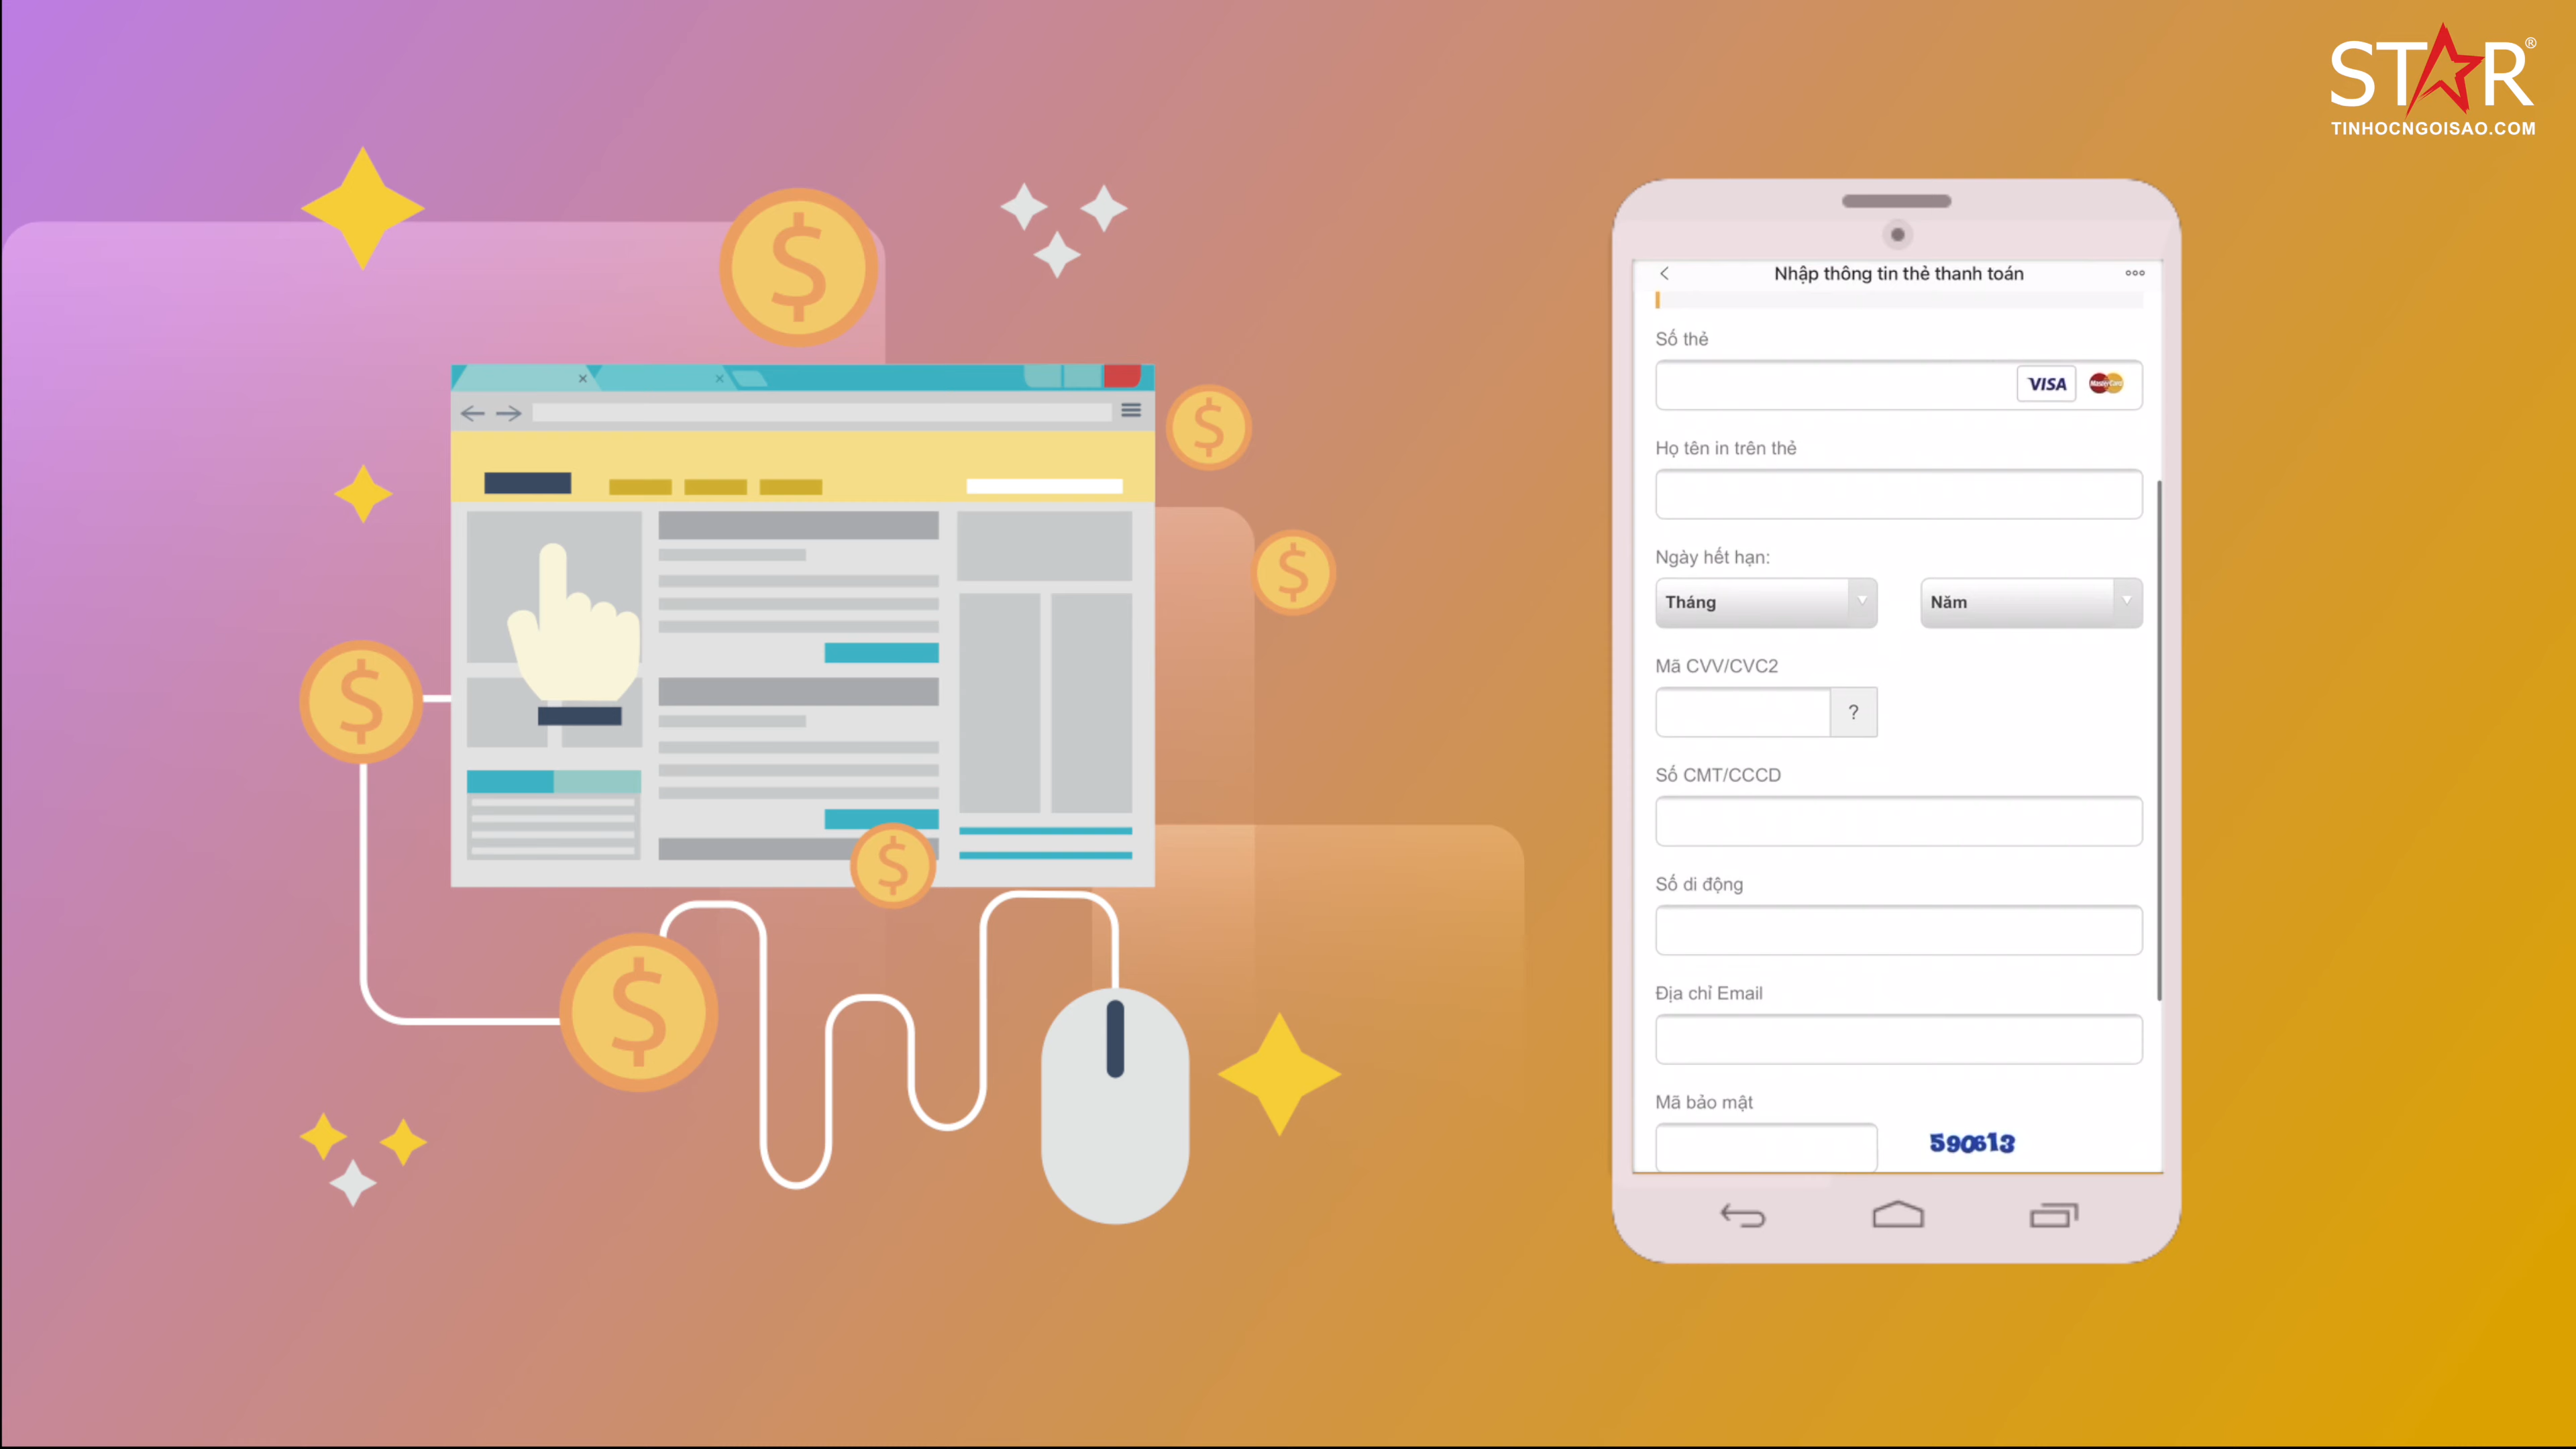 STAR®
TINHOCNGOISAO.COM
Nhập thông tin thẻ thanh toán
Số thẻ
VISA MasterCard
Họ tên in trên thẻ
Ngày hết hạn:
Tháng Năm
Mã CVV/CVC2
?
Số CMT/CCCD
Số di động
Địa chỉ Email
Mã bảo mật
590613